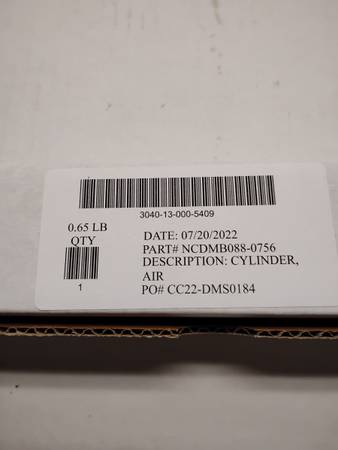 3040-13-000-5409
0.65 LB
QTY
1
DATE: 07/20/2022
PART# NCDMB088-0756
DESCRIPTION: CYLINDER,
AIR
PO# CC22-DMS0184